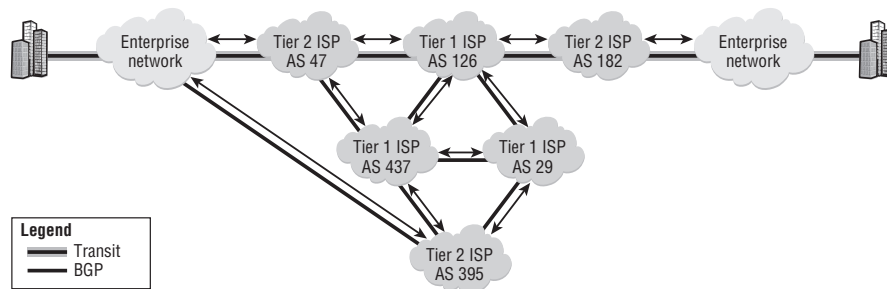 Enterprise
network
Tier 2 ISP
AS 47
Tier 1 ISP
AS 126
Tier 2 ISP
AS 182
Enterprise
network
Tier 1 ISP
AS 437
Tier 1 ISP
AS 29
Tier 2 ISP
AS 395
Legend
Transit
BGP